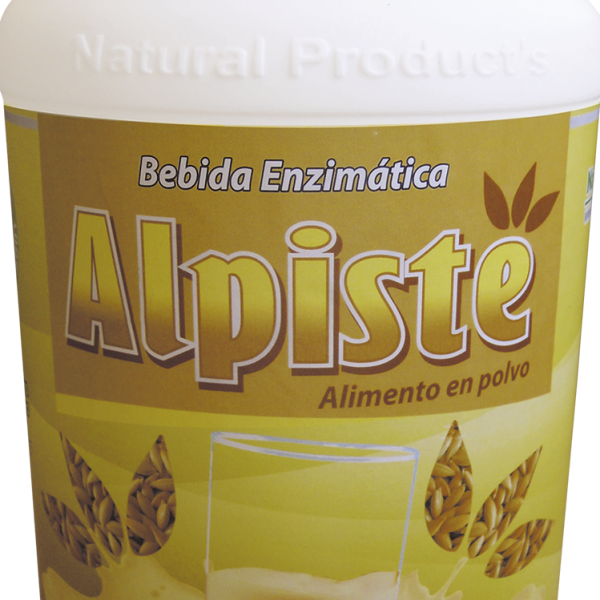 Natural Product's
Bebida Enzimática
Alpiste
Alimento en polvo